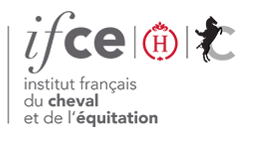 ifce H C
institut français
du cheval
et de l'équitation